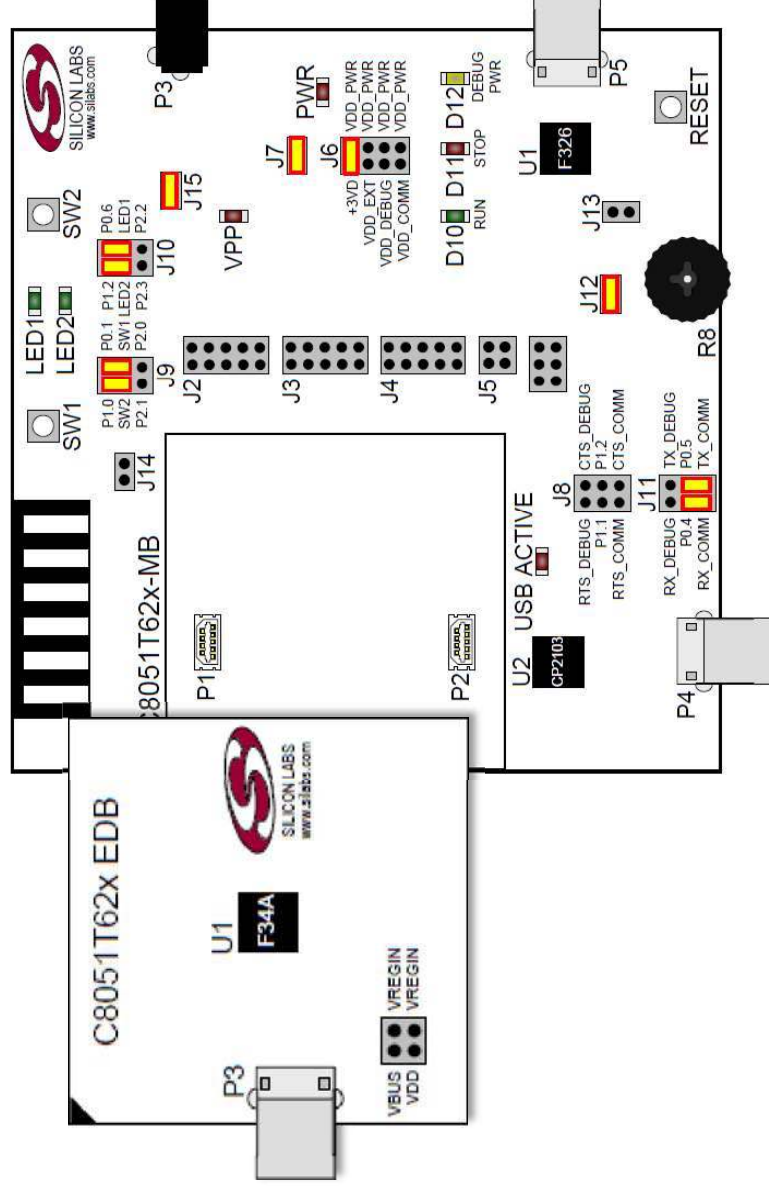 C8051T62x EDB
U1
F34A
SILICON LABS
www.silabs.com
P3
VBUS VREGIN
VDD VREGIN
C8051T62x-MB
P1
P2
SW1
LED1
LED2
SW2
SILICON LABS
www.silabs.com
P1.0 P0.1
SW2 SW1
P2.1 P2.0
J9
P1.2 P0.6
LED2 LED1
P2.3 P2.2
J10
J14
J15
P3
J2
J3
J4
J5
VPP
J7
PWR
J6
+3VD VDD_PWR
VDD_EXT VDD_PWR
VDD_DEBUG VDD_PWR
VDD_COMM VDD_PWR
D10
RUN
D11
STOP
D12
DEBUG
PWR
U2
CP2103
USB ACTIVE
J8
RTS_DEBUG CTS_DEBUG
P1.1 P1.2
RTS_COMM CTS_COMM
J11
RX_DEBUG TX_DEBUG
P0.4 P0.5
RX_COMM TX_COMM
P4
J12
R8
J13
U1
F326
P5
RESET